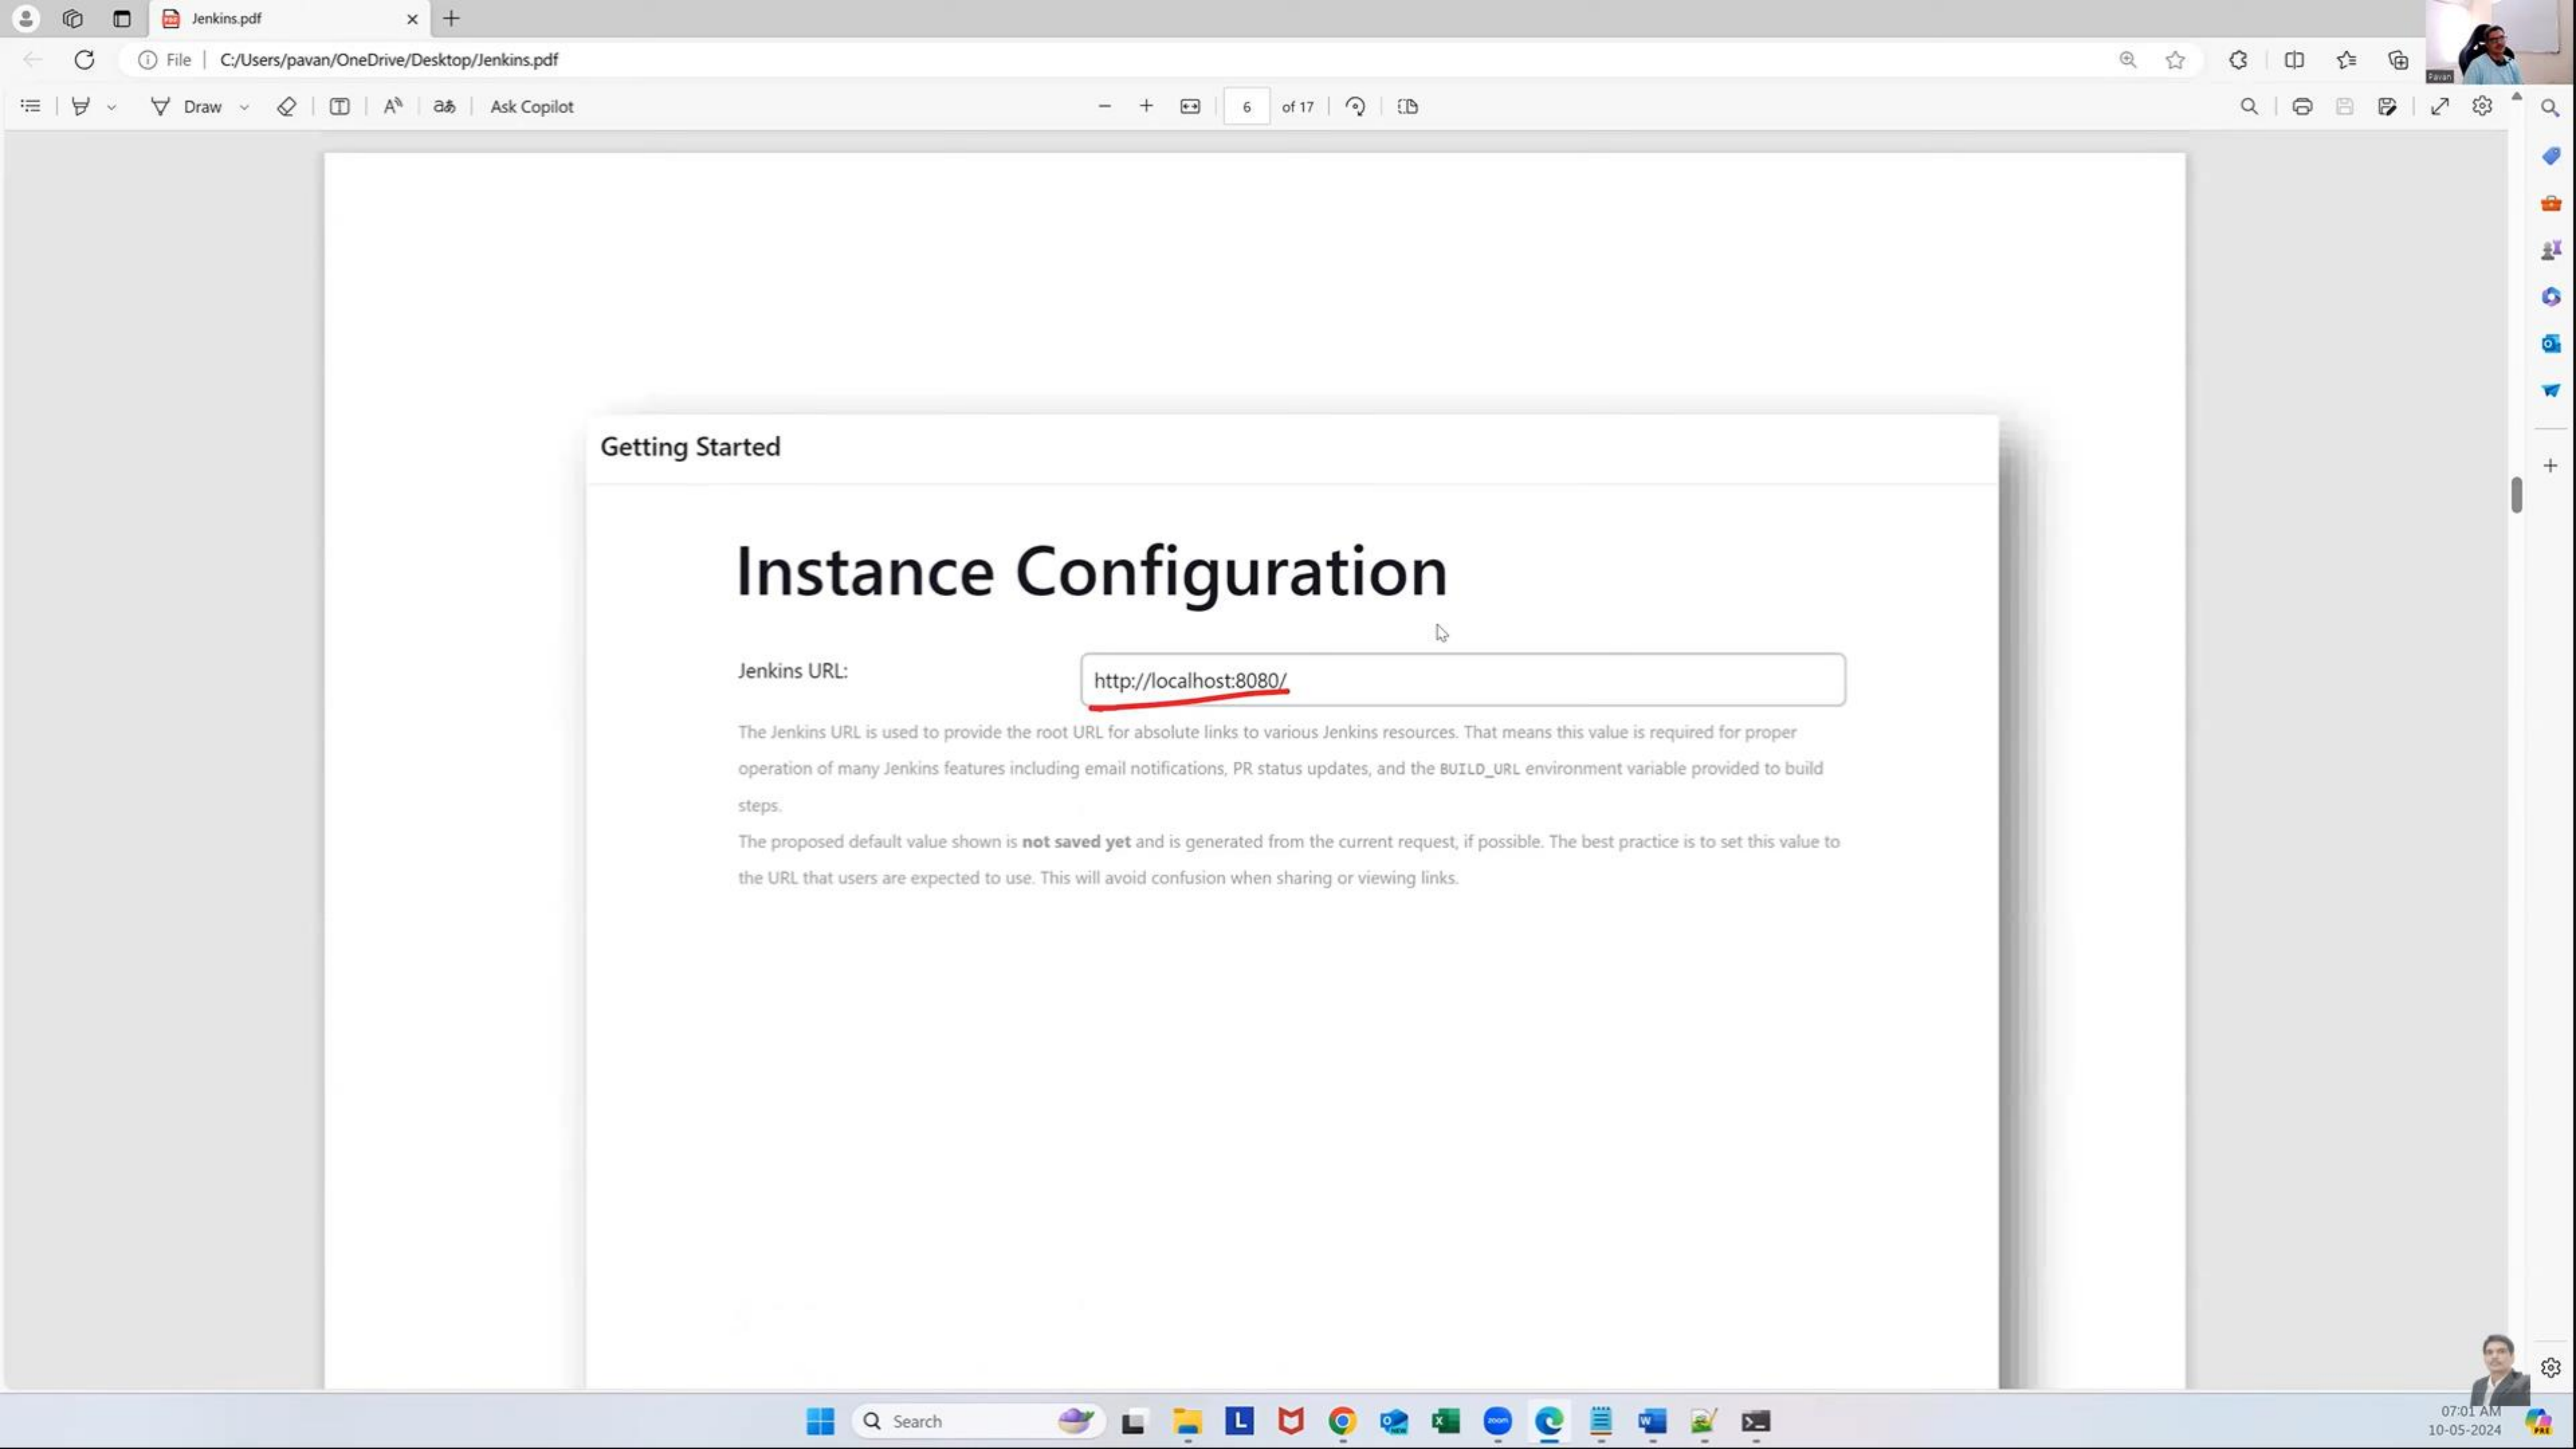 Jenkins.pdf
File
C:/Users/pavan/OneDrive/Desktop/Jenkins.pdf
Pavan
Draw
Ask Copilot
6 of 17
Getting Started
Instance Configuration
Jenkins URL:
http://localhost:8080/
The Jenkins URL is used to provide the root URL for absolute links to various Jenkins resources. That means this value is required for proper
operation of many Jenkins features including email notifications, PR status updates, and the BUILD_URL environment variable provided to build
steps.
The proposed default value shown is not saved yet and is generated from the current request, if possible. The best practice is to set this value to
the URL that users are expected to use. This will avoid confusion when sharing or viewing links.
Search
zoom
07:01 AM
10-05-2024
PRE